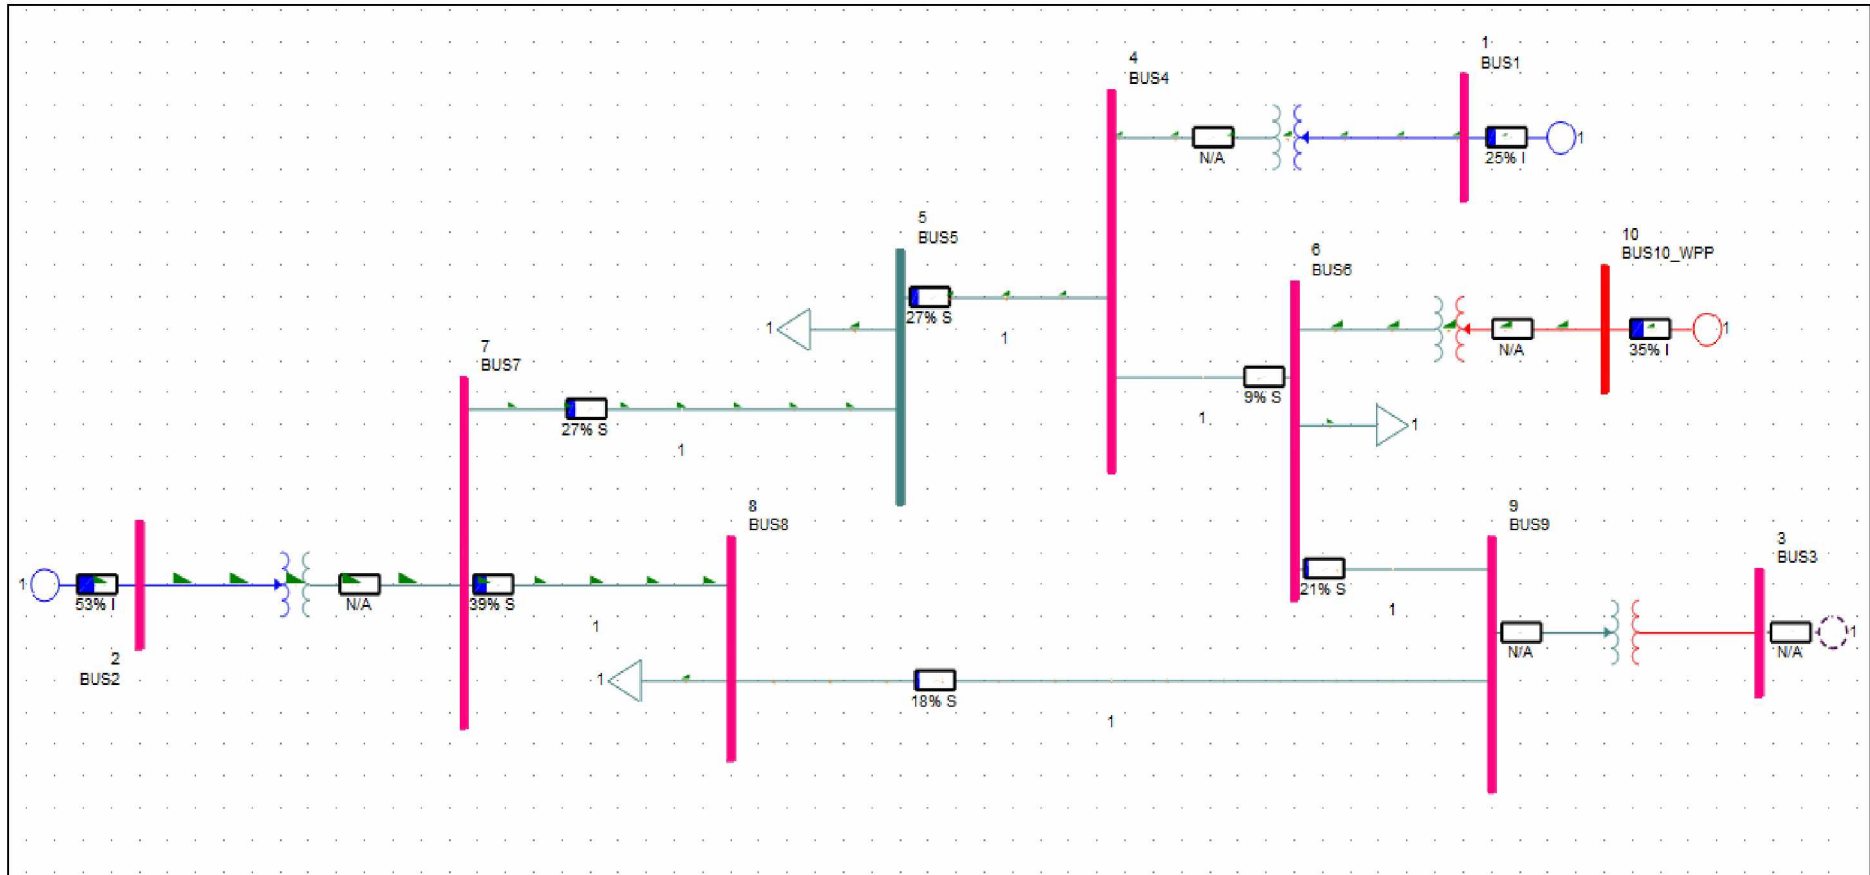 1
BUS1
4
BUS4
N/A
25% I
1
5
BUS5
6
BUS6
10
BUS10_WPP
27% S
1
1
N/A
35% I
1
7
BUS7
9% S
1
1
27% S
1
8
BUS8
9
BUS9
3
BUS3
1
53% I
N/A
39% S
1
21% S
1
2
BUS2
N/A
N/A
1
1
18% S
1